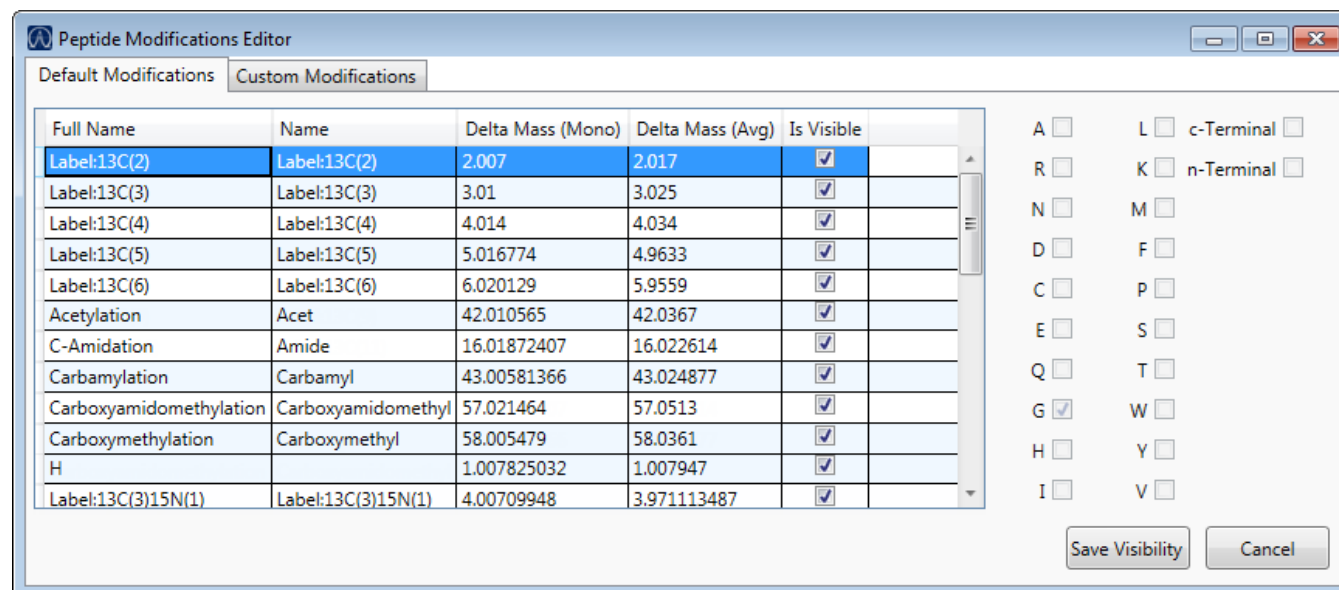 Peptide Modifications Editor
Default Modifications Custom Modifications
Full Name Name Delta Mass (Mono) Delta Mass (Avg) Is Visible
Label:13C(2) Label:13C(2) 2.007 2.017
Label:13C(3) Label:13C(3) 3.01 3.025
Label:13C(4) Label:13C(4) 4.014 4.034
Label:13C(5) Label:13C(5) 5.016774 4.9633
Label:13C(6) Label:13C(6) 6.020129 5.9559
Acetylation Acet 42.010565 42.0367
C-Amidation Amide 16.01872407 16.022614
Carbamylation Carbamyl 43.00581366 43.024877
Carboxyamidomethylation Carboxyamidomethyl 57.021464 57.0513
Carboxymethylation Carboxymethyl 58.005479 58.0361
H 1.007825032 1.007947
Label:13C(3)15N(1) Label:13C(3)15N(1) 4.00709948 3.971113487
A L c-Terminal
R K n-Terminal
N M
D F
C P
E S
Q T
G W
H Y
I V
Save Visibility Cancel